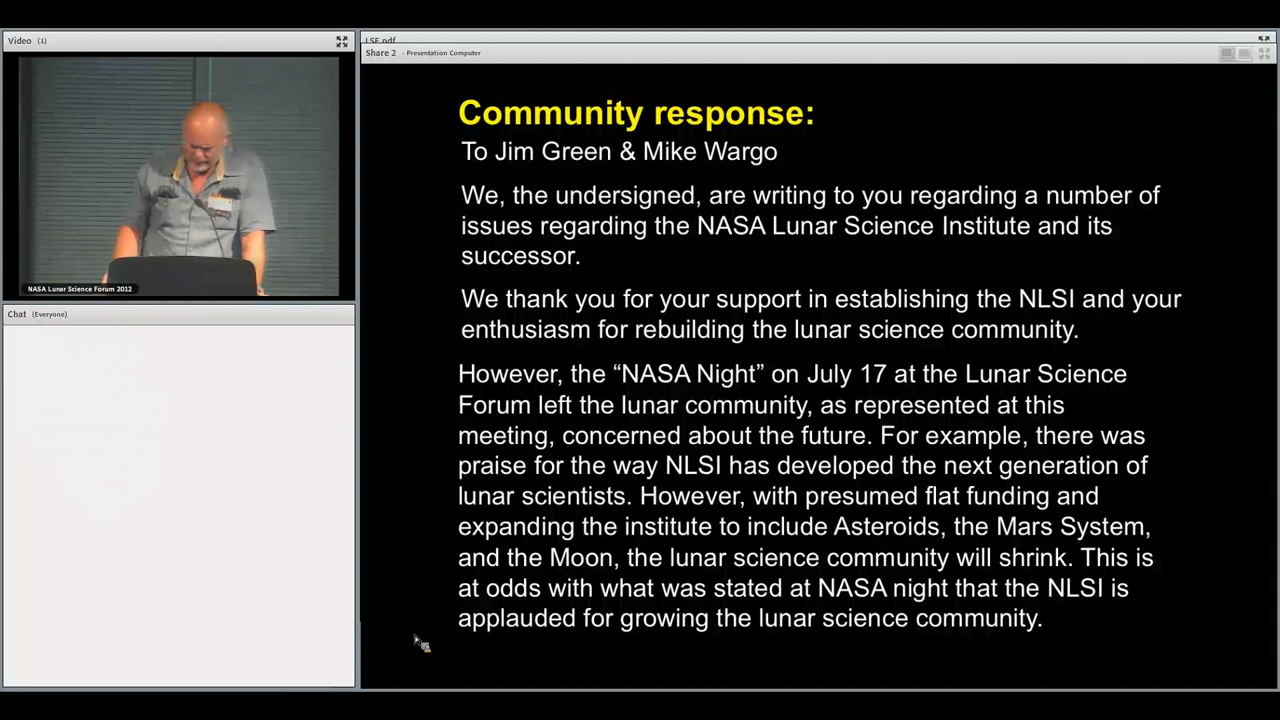 Video (1)
LSF.pdf
Share 2 - Presentation Computer
Community response:
To Jim Green & Mike Wargo
We, the undersigned, are writing to you regarding a number of
issues regarding the NASA Lunar Science Institute and its
successor.
We thank you for your support in establishing the NLSI and your
enthusiasm for rebuilding the lunar science community.
However, the “NASA Night” on July 17 at the Lunar Science
Forum left the lunar community, as represented at this
meeting, concerned about the future. For example, there was
praise for the way NLSI has developed the next generation of
lunar scientists. However, with presumed flat funding and
expanding the institute to include Asteroids, the Mars System,
and the Moon, the lunar science community will shrink. This is
at odds with what was stated at NASA night that the NLSI is
applauded for growing the lunar science community.
NASA Lunar Science Forum 2012
Chat (Everyone)